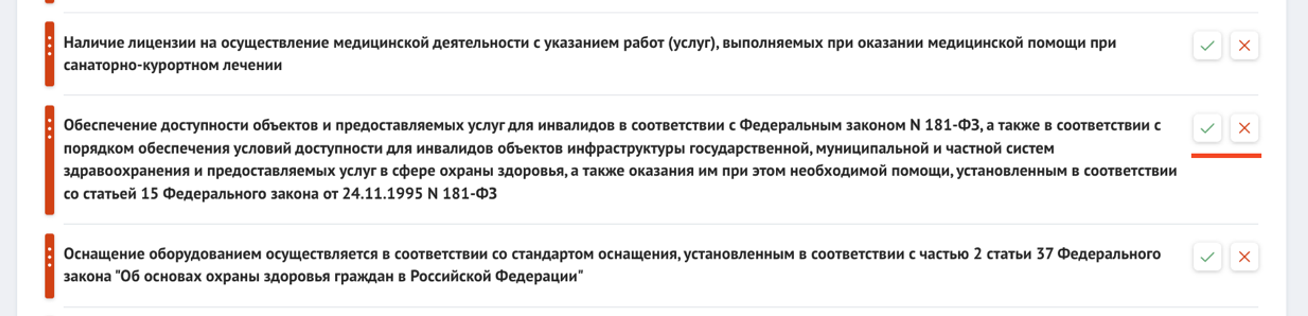 Наличие лицензии на осуществление медицинской деятельности с указанием работ (услуг), выполняемых при оказании медицинской помощи при
санаторно-курортном лечении
Обеспечение доступности объектов и предоставляемых услуг для инвалидов в соответствии с Федеральным законом N 181-ФЗ, а также в соответствии с
порядком обеспечения условий доступности для инвалидов объектов инфраструктуры государственной, муниципальной и частной систем
здравоохранения и предоставляемых услуг в сфере охраны здоровья, а также оказания им при этом необходимой помощи, установленным в соответствии
со статьей 15 Федерального закона от 24.11.1995 N 181-ФЗ
Оснащение оборудованием осуществляется в соответствии со стандартом оснащения, установленным в соответствии с частью 2 статьи 37 Федерального
закона "Об основах охраны здоровья граждан в Российской Федерации"